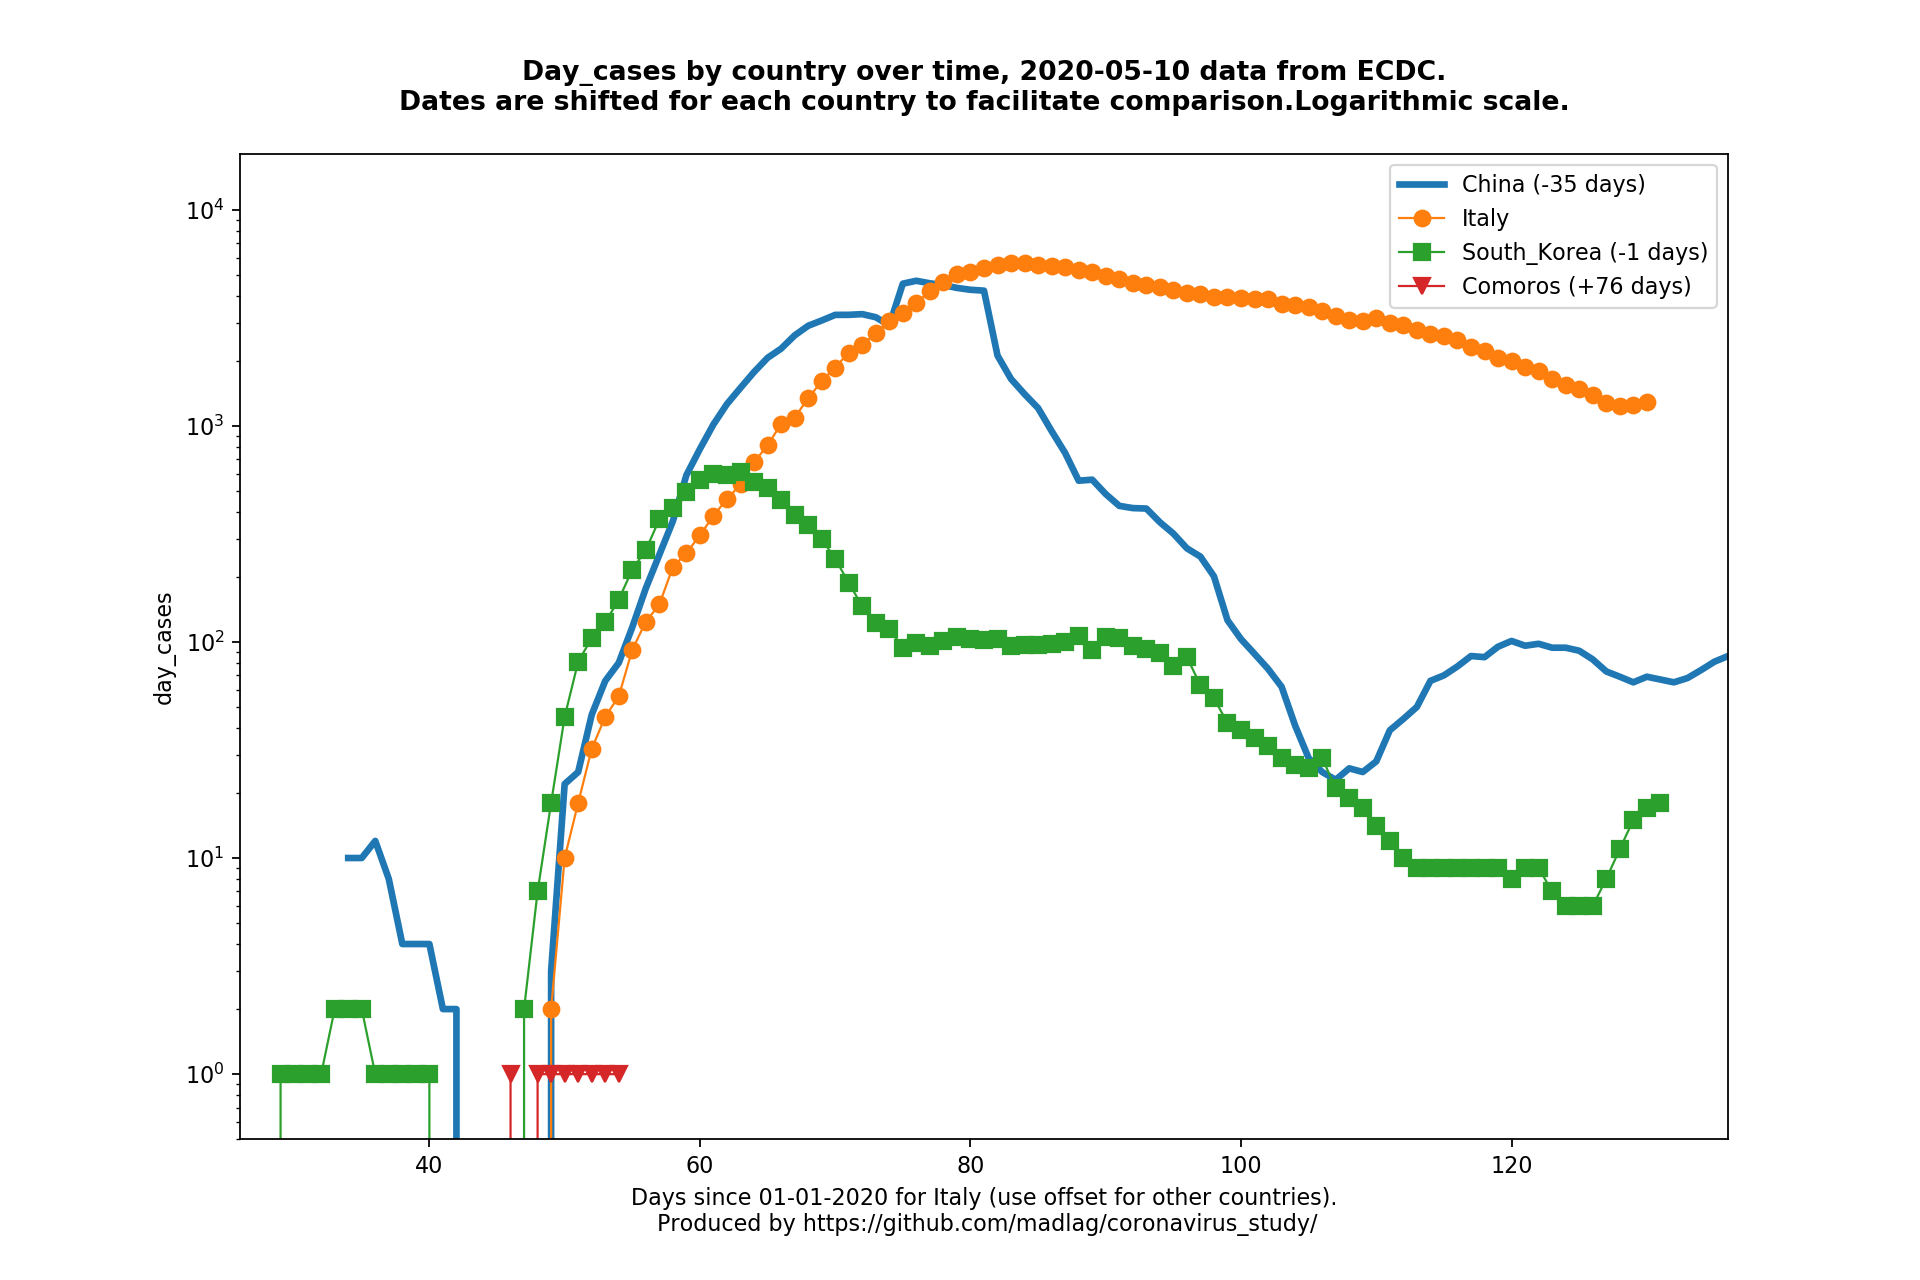 Day_cases by country over time, 2020-05-10 data from ECDC.
Dates are shifted for each country to facilitate comparison.Logarithmic scale.
China (-35 days)
Italy
South_Korea (-1 days)
Comoros (+76 days)
10^4
10^3
10^2
10^1
10^0
day_cases
40 60 80 100 120
Days since 01-01-2020 for Italy (use offset for other countries).
Produced by https://github.com/madlag/coronavirus_study/